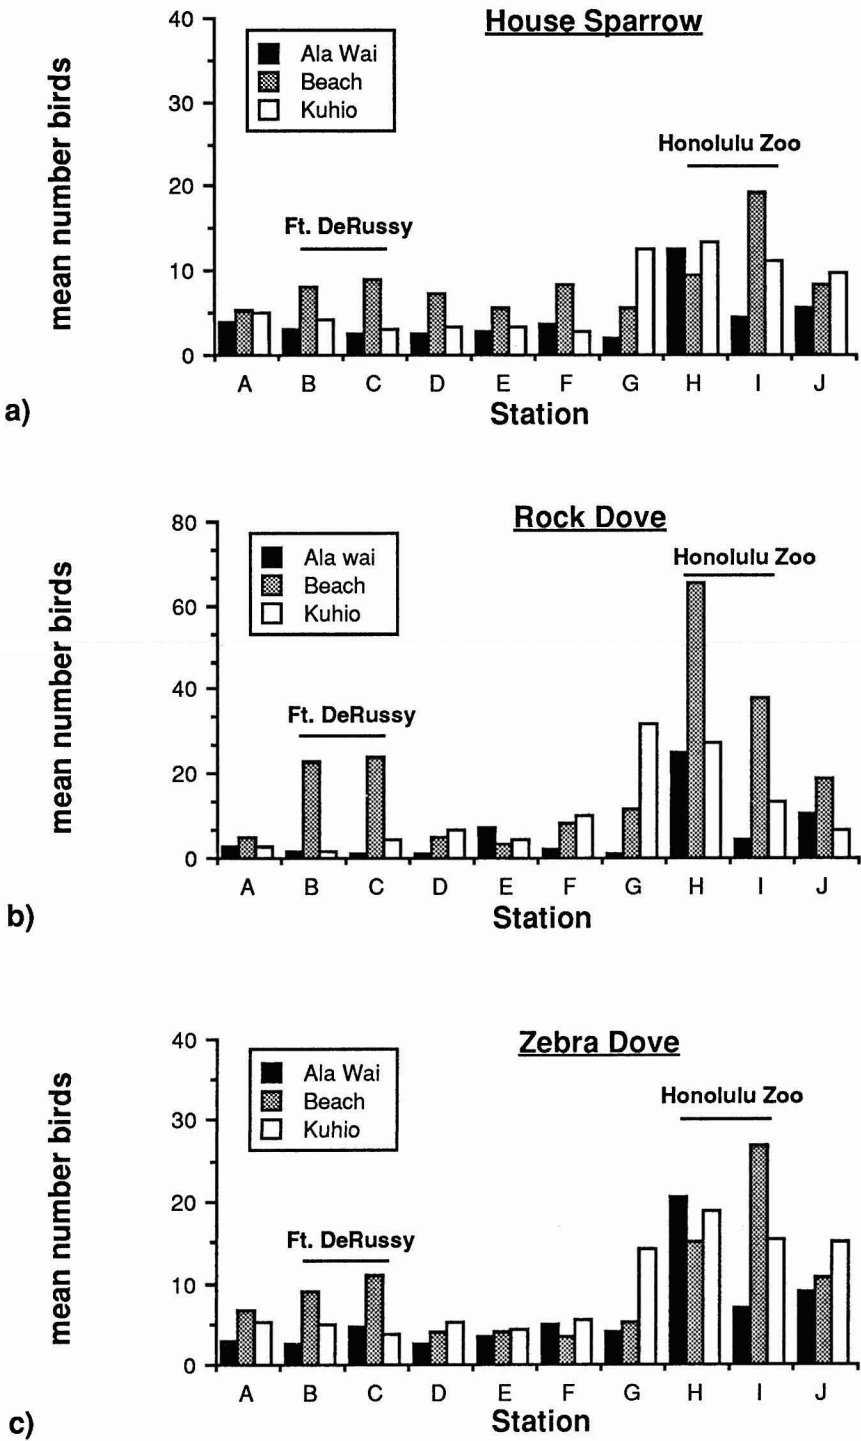 House Sparrow
mean number birds
40
30
20
10
0
Ala Wai
Beach
Kuhio
Ft. DeRussy
Honolulu Zoo
A B C D E F G H I J
Station
a)
Rock Dove
mean number birds
80
60
40
20
0
Ala wai
Beach
Kuhio
Ft. DeRussy
Honolulu Zoo
A B C D E F G H I J
Station
b)
Zebra Dove
mean number birds
40
30
20
10
0
Ala Wai
Beach
Kuhio
Ft. DeRussy
Honolulu Zoo
A B C D E F G H I J
Station
c)